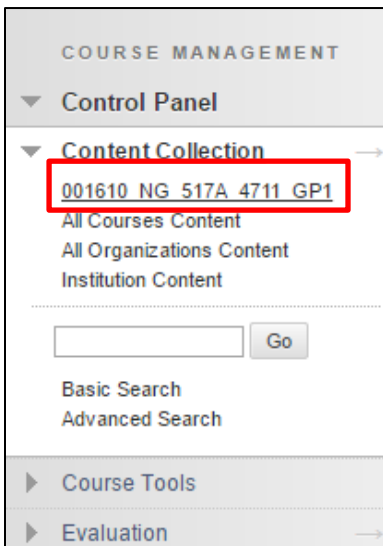 COURSE MANAGEMENT
Control Panel
Content Collection
001610_NG_517A_4711_GP1
All Courses Content
All Organizations Content
Institution Content
Go
Basic Search
Advanced Search
Course Tools
Evaluation